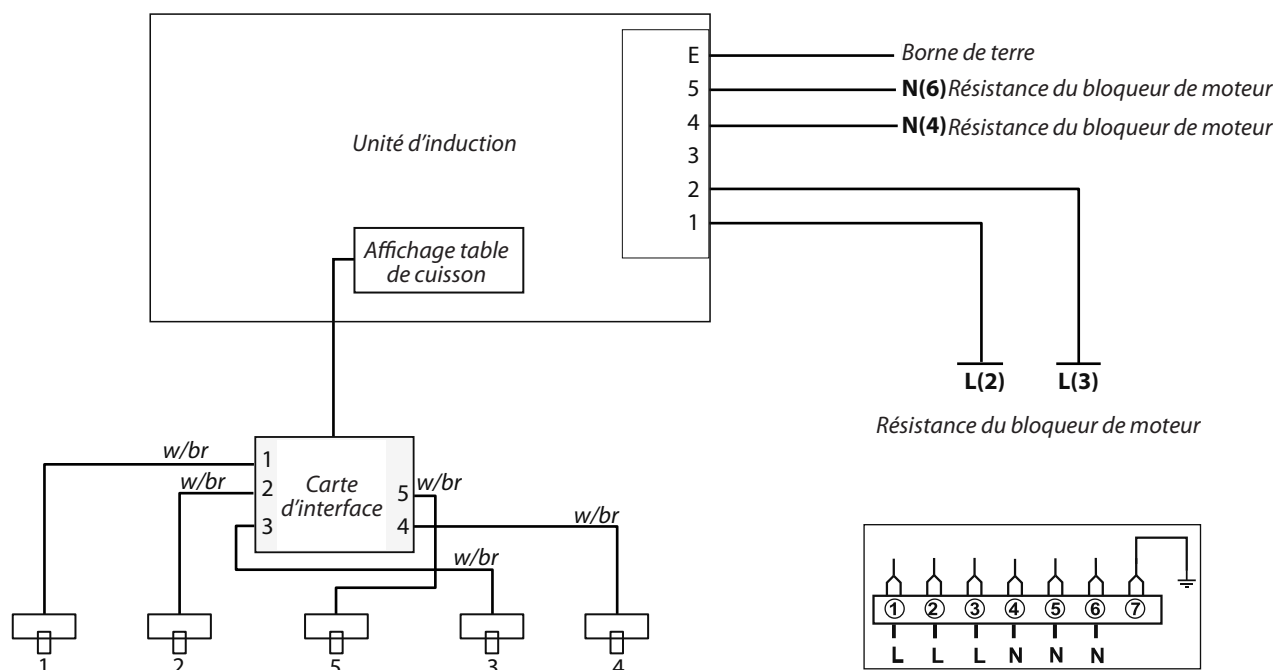 E
Borne de terre
5
N(6) Résistance du bloqueur de moteur
4
N(4) Résistance du bloqueur de moteur
3
2
1
Unité d'induction
Affichage table
de cuisson
L(2)
L(3)
Résistance du bloqueur de moteur
w/br
1
w/br
2
3
Carte
d'interface
5
w/br
4
w/br
w/br
1
2
5
3
4
1 2 3 4 5 6 7
L L L N N N